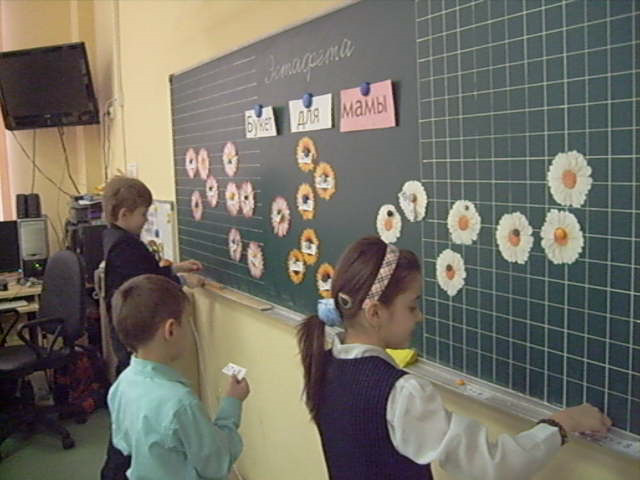 Эстафета
Букет для мамы